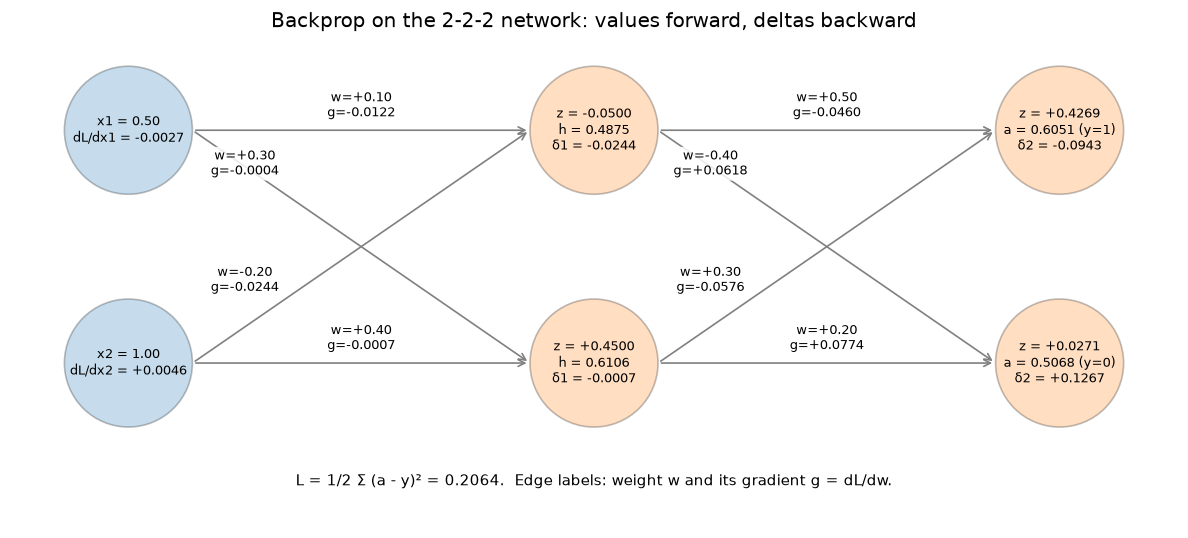 Backprop on the 2-2-2 network: values forward, deltas backward
x1 = 0.50
dL/dx1 = -0.0027
w=+0.10
g=-0.0122
w=+0.30
g=-0.0004
z = -0.0500
h = 0.4875
δ1 = -0.0244
w=+0.50
g=-0.0460
w=-0.40
g=+0.0618
z = +0.4269
a = 0.6051 (y=1)
δ2 = -0.0943
x2 = 1.00
dL/dx2 = +0.0046
w=-0.20
g=-0.0244
w=+0.40
g=-0.0007
z = +0.4500
h = 0.6106
δ1 = -0.0007
w=+0.30
g=-0.0576
w=+0.20
g=+0.0774
z = +0.0271
a = 0.5068 (y=0)
δ2 = +0.1267
L = 1/2 Σ (a - y)² = 0.2064.  Edge labels: weight w and its gradient g = dL/dw.